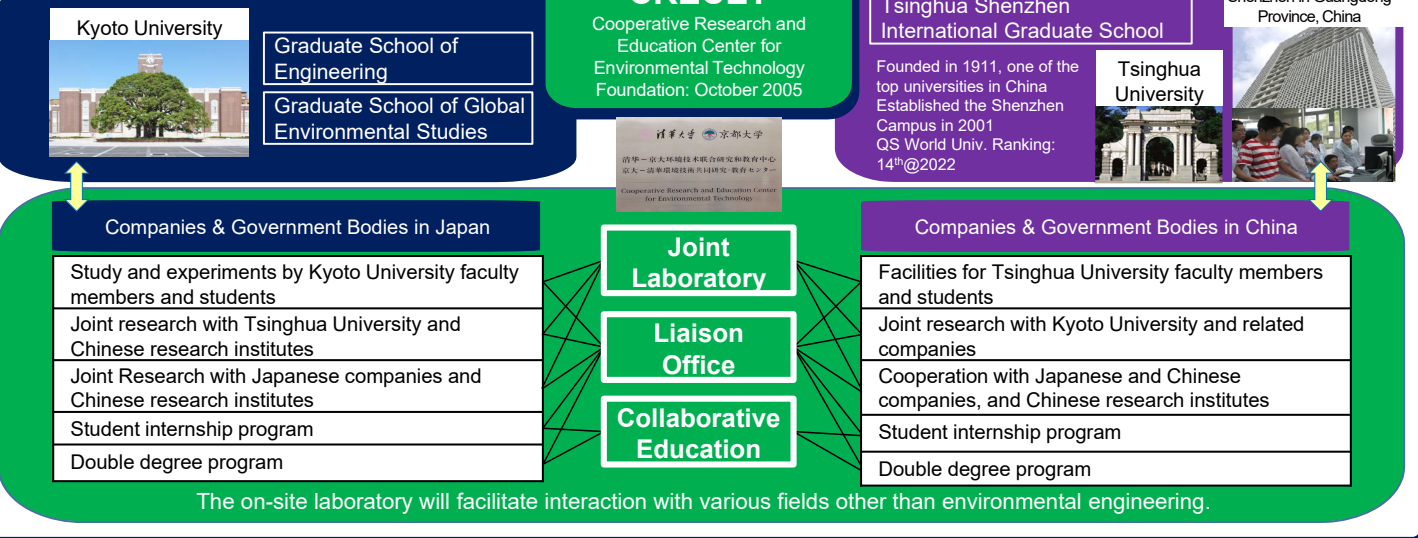 Kyoto University
Graduate School of
Engineering
Graduate School of Global
Environmental Studies
Cooperative Research and
Education Center for
Environmental Technology
Foundation: October 2005
Tsinghua Shenzhen
International Graduate School
Founded in 1911, one of the
top universities in China
Established the Shenzhen
Campus in 2001
QS World Univ. Ranking:
14th@2022
Tsinghua
University
Province, China
清华大学 京都大学
清华－京大环境技术联合研究和教育中心
京大－清華環境技術共同研究·教育センター
Cooperative Research and Education Center
for Environmental Technology
Companies & Government Bodies in Japan
Study and experiments by Kyoto University faculty
members and students
Joint research with Tsinghua University and
Chinese research institutes
Joint Research with Japanese companies and
Chinese research institutes
Student internship program
Double degree program
Joint
Laboratory
Liaison
Office
Collaborative
Education
Companies & Government Bodies in China
Facilities for Tsinghua University faculty members
and students
Joint research with Kyoto University and related
companies
Cooperation with Japanese and Chinese
companies, and Chinese research institutes
Student internship program
Double degree program
The on-site laboratory will facilitate interaction with various fields other than environmental engineering.